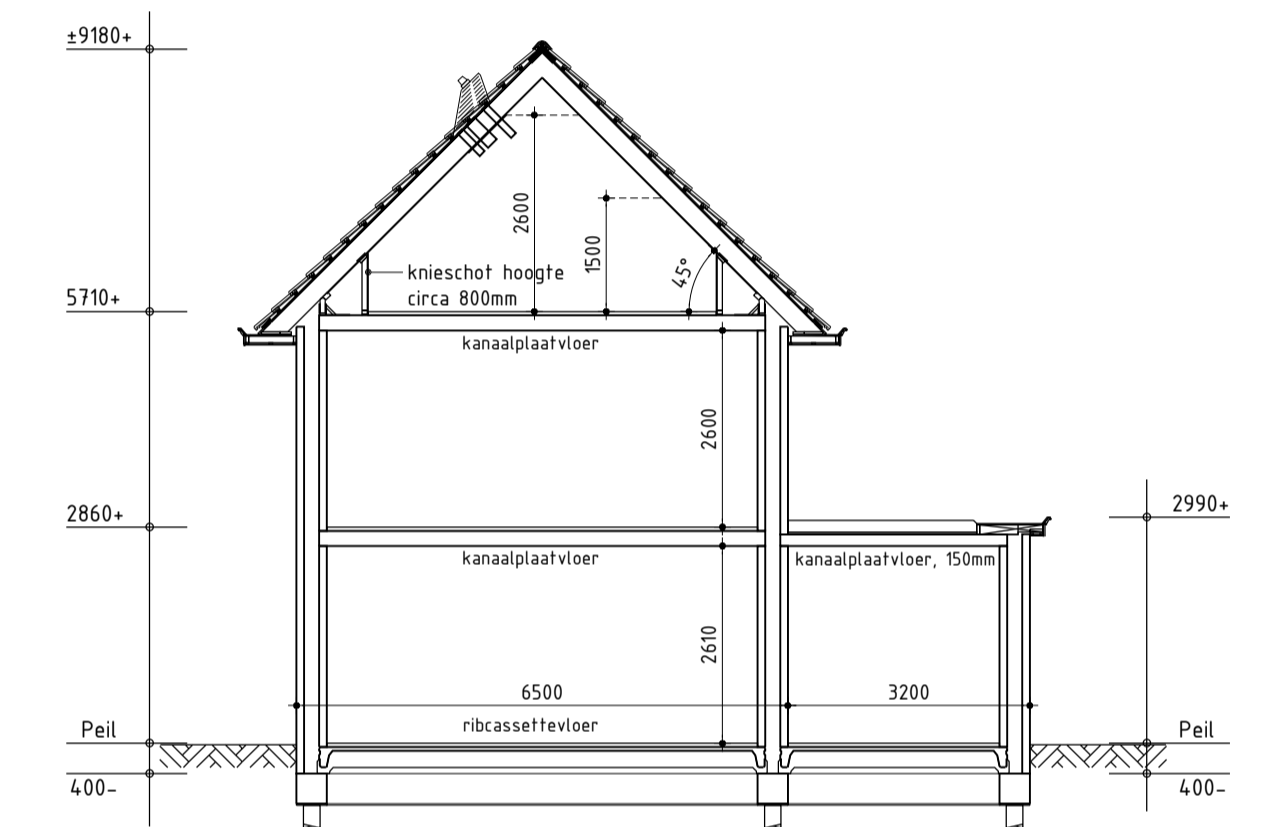 ±9180+
2600
1500
45°
knieschot hoogte
circa 800mm
5710+
kanaalplaatvloer
2600
2860+
2990+
kanaalplaatvloer
kanaalplaatvloer, 150mm
2610
6500
3200
ribcassettevloer
Peil
Peil
400-
400-